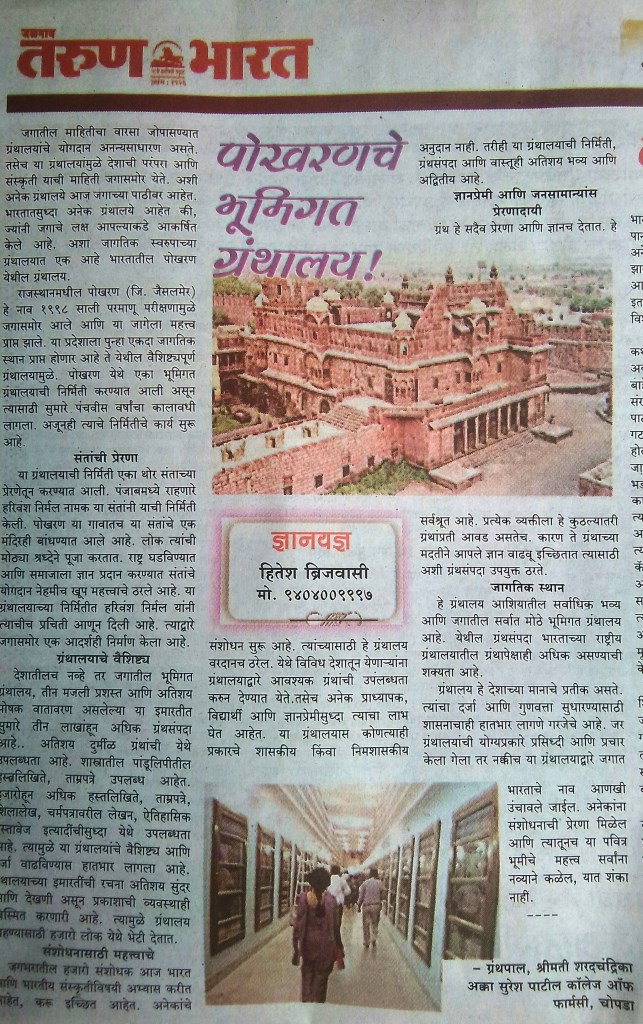 जळगाव
तरुण भारत
पोखरणचे
भूमिगत
ग्रंथालय!
जगातील माहितीचा वारसा जोपासण्यात
ग्रंथालयांचे योगदान अनन्यसाधारण असते.
तसेच या ग्रंथालयांमुळे देशाची परंपरा आणि
संस्कृती याची माहिती जगासमोर येते. अशी
अनेक ग्रंथालये आज जगाच्या पाठीवर आहेत.
भारतातसुध्दा अनेक ग्रंथालये आहेत की,
ज्यांनी जगाचे लक्ष आपल्याकडे आकर्षित
केले आहे. अशा जागतिक स्वरुपाच्या
ग्रंथालयात एक आहे भारतातील पोखरण
येथील ग्रंथालय.
राजस्थानमधील पोखरण (जि. जैसलमेर)
हे नाव १९९८ साली परमाणू परीक्षणामुळे
जगासमोर आले आणि या जागेला महत्त्व
प्राप्त झाले. या प्रदेशाला पुन्हा एकदा जागतिक
स्थान प्राप्त होणार आहे ते येथील वैशिष्ट्यपूर्ण
ग्रंथालयामुळे. पोखरण येथे एका भूमिगत
ग्रंथालयाची निर्मिती करण्यात आली असून
त्यासाठी सुमारे पंचवीस वर्षाचा कालावधी
लागला. अजूनही त्याचे निर्मितीचे कार्य सुरू
आहे.
संतांची प्रेरणा
या ग्रंथालयाची निर्मिती एका थोर संताच्या
प्रेरणेतून करण्यात आली. पंजाबमध्ये राहणारे
हरिवंश निर्मल नामक या संतांनी याची निर्मिती
केली. पोखरण या गावातच या संतांचे एक
मंदिरही बांधण्यात आले आहे. लोक त्यांची
मोठ्या श्रध्देने पूजा करतात. राष्ट्र घडविण्यात
आणि समाजाला ज्ञान प्रदान करण्यात संतांचे
योगदान नेहमीच खूप महत्त्वाचे ठरले आहे. या
ग्रंथालयाच्या निर्मितीत हरिवंश निर्मल यांनी
त्याचीच प्रचिती आणून दिली आहे. त्याद्वारे
जगासमोर एक आदर्शही निर्माण केला आहे.
ग्रंथालयाचे वैशिष्ट्य
देशातीलच नव्हे तर जगातील भूमिगत
ग्रंथालय, तीन मजली प्रशस्त आणि अतिशय
पोषक वातावरण असलेल्या या इमारतीत
सुमारे तीन लाखांहून अधिक ग्रंथसंपदा
आहे.. अतिशय दुर्मीळ ग्रंथांची येथे
उपलब्धता आहे. शास्त्रातील पांडूलिपीतील
हस्तलिखिते, ताम्रपत्रे उपलब्ध आहेत.
हजारोहून अधिक हस्तलिखिते, ताम्रपत्रे,
शिलालेख, चर्मपत्रावरील लेखन, ऐतिहासिक
दस्तावेज इत्यादींचीसुध्दा येथे उपलब्धता
आहे. त्यामुळे या ग्रंथालयांचे वैशिष्ट्य आणि
दर्जा वाढविण्यास हातभार लागला आहे.
ग्रंथालयाच्या इमारतींची रचना अतिशय सुंदर
आणि देखणी असून प्रकाशाची व्यवस्थाही
विस्मित करणारी आहे. त्यामुळे ग्रंथालय
पाहण्यासाठी हजारो लोक येथे भेटी देतात.
संशोधनासाठी महत्त्वाचे
जगभरातील हजारो संशोधक आज भारत
आणि भारतीय संस्कृतीविषयी अभ्यास करीत
आहेत, करू इच्छित आहेत. अनेकांचे
ज्ञानयज्ञ
हितेश ब्रिजवासी
मो. ९४०४००९९९७
संशोधन सुरू आहे. त्यांच्यासाठी हे ग्रंथालय
वरदानच ठरेल. येथे विविध देशातून येणाऱ्यांना
ग्रंथालयाद्वारे आवश्यक ग्रंथांची उपलब्धता
करुन देण्यात येते.तसेच अनेक प्राध्यापक,
विद्यार्थी आणि ज्ञानप्रेमीसुध्दा त्याचा लाभ
घेत आहेत. या ग्रंथालयास कोणत्याही
प्रकारचे शासकीय किंवा निमशासकीय
अनुदान नाही. तरीही या ग्रंथालयाची निर्मिती,
ग्रंथसंपदा आणि वास्तूही अतिशय भव्य आणि
अद्वितीय आहे.
ज्ञानप्रेमी आणि जनसामान्यांस
प्रेरणादायी
ग्रंथ हे सदैव प्रेरणा आणि ज्ञानच देतात. हे
सर्वश्रूत आहे. प्रत्येक व्यक्तीला हे कुठल्यातरी
ग्रंथांप्रती आवड असतेच. कारण ते ग्रंथाच्या
मदतीने आपले ज्ञान वाढवू इच्छितात त्यासाठी
अशी ग्रंथसंपदा उपयुक्त ठरते.
जागतिक स्थान
हे ग्रंथालय आशियातील सर्वाधिक भव्य
आणि जगातील सर्वात मोठे भूमिगत ग्रंथालय
आहे. येथील ग्रंथसंपदा भारताच्या राष्ट्रीय
ग्रंथालयातील ग्रंथापेक्षाही अधिक असण्याची
शक्यता आहे.
ग्रंथालय हे देशाच्या मानाचे प्रतीक असते.
त्यांचा दर्जा आणि गुणवत्ता सुधारण्यासाठी
शासनाचाही हातभार लागणे गरजेचे आहे. जर
ग्रंथालयांची योग्यप्रकारे प्रसिध्दी आणि प्रचार
केला गेला तर नक्कीच या ग्रंथालयाद्वारे जगात
भारताचे नाव आणखी
उंचावले जाईल. अनेकांना
संशोधनाची प्रेरणा मिळेल
आणि त्यातूनच या पवित्र
भूमीचे महत्त्व सर्वांना
नव्याने कळेल, यात शंका
नाही.
----
– ग्रंथपाल, श्रीमती शरदचंद्रिका
अक्का सुरेश पाटील कॉलेज ऑफ
फार्मसी, चोपडा